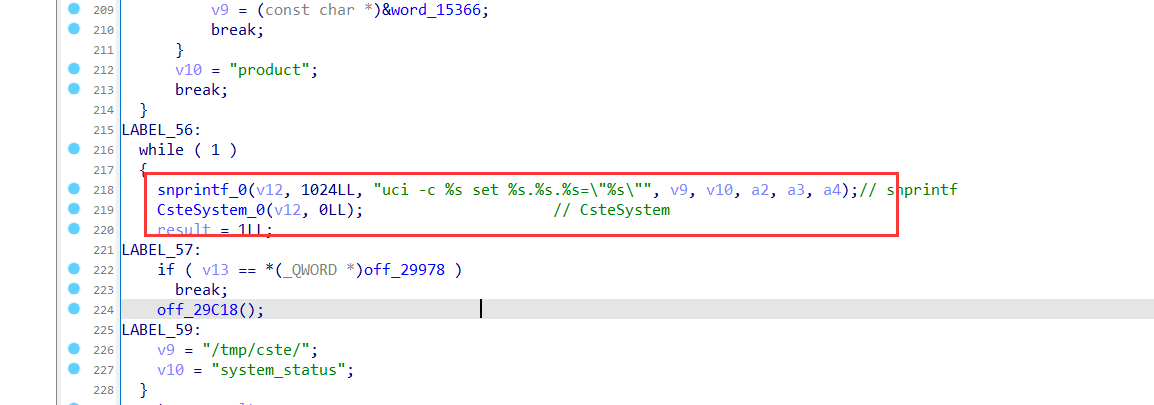 209 v9 = (const char *)&word_15366;
210 break;
211 }
212 v10 = "product";
213 break;
214 }
215 LABEL_56:
216 while ( 1 )
217 {
218 snprintf_0(v12, 1024LL, "uci -c %s set %s.%s.%s=\"%s\"", v9, v10, a2, a3, a4);// snprintf
219 CsteSystem_0(v12, 0LL); // CsteSystem
220 result = 1LL;
221 LABEL_57:
222 if ( v13 == *(_QWORD *)off_29978 )
223 break;
224 off_29C18();
225 LABEL_59:
226 v9 = "/tmp/cste/";
227 v10 = "system_status";
228 }